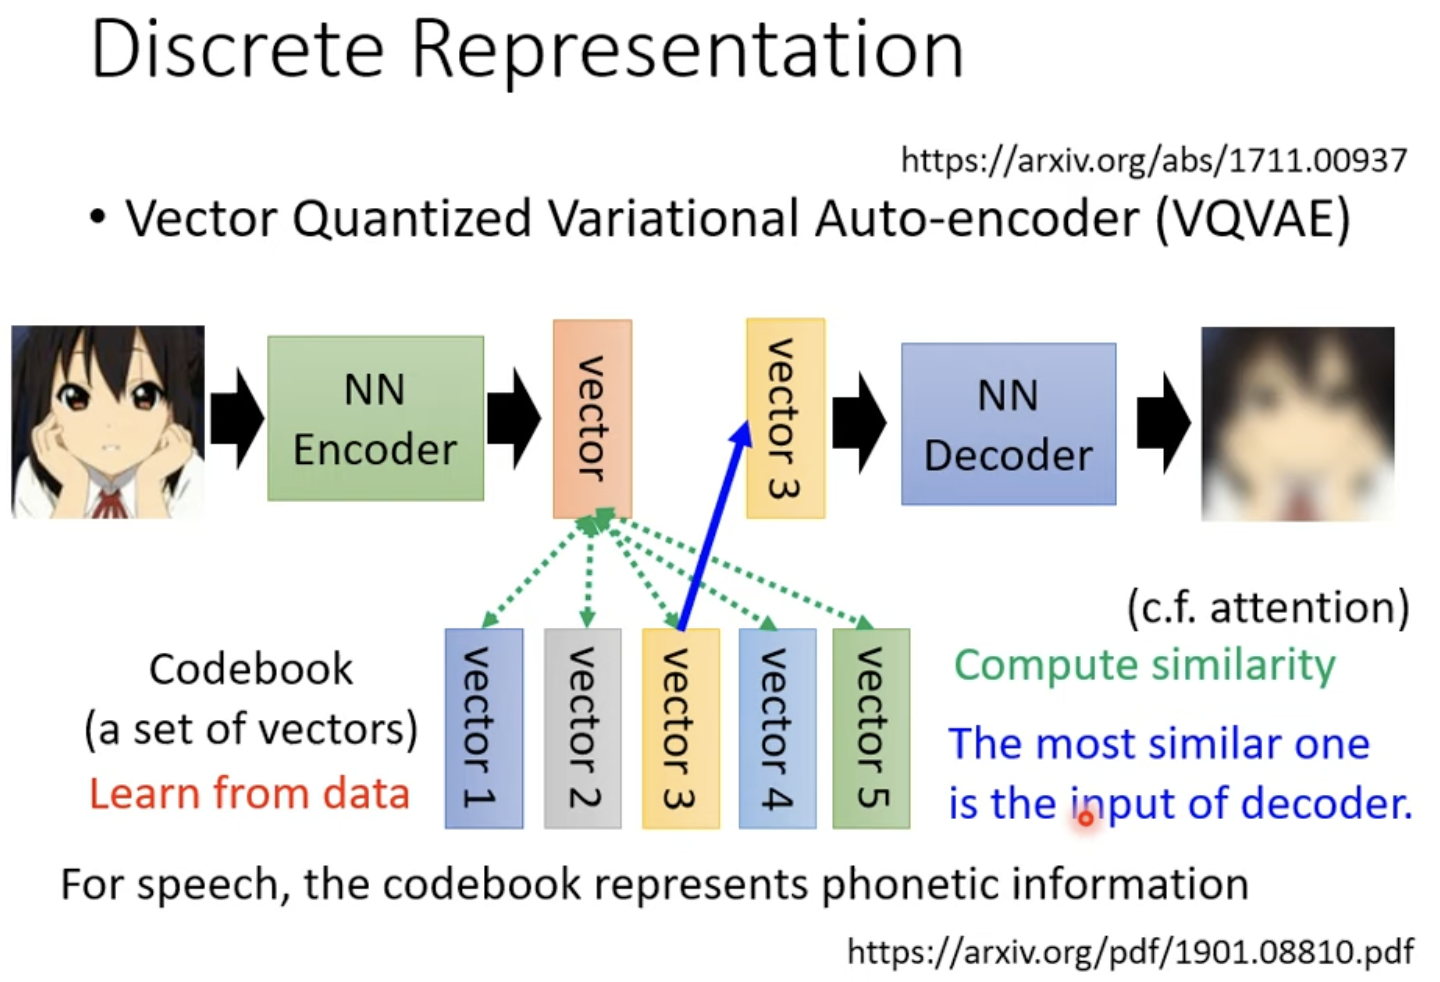 Discrete Representation
https://arxiv.org/abs/1711.00937
• Vector Quantized Variational Auto-encoder (VQVAE)
NN
Encoder
vector
vector 3
NN
Decoder
Codebook
(a set of vectors)
Learn from data
vector 1
vector 2
vector 3
vector 4
vector 5
(c.f. attention)
Compute similarity
The most similar one
is the input of decoder.
For speech, the codebook represents phonetic information
https://arxiv.org/pdf/1901.08810.pdf